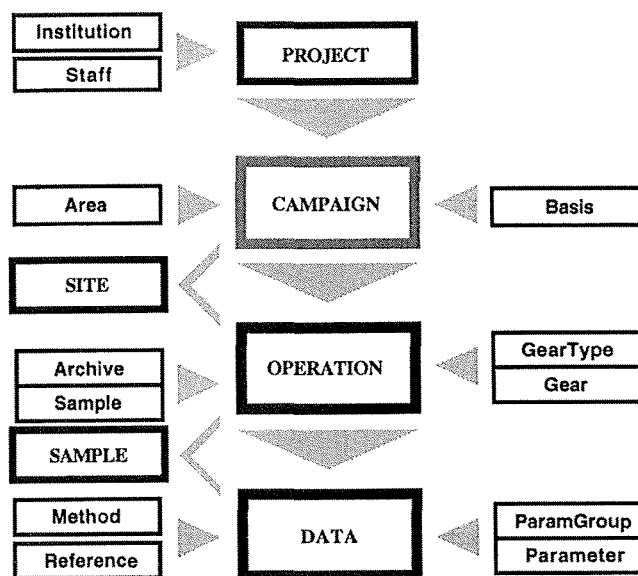 Institution
Staff
PROJECT
Area
CAMPAIGN
Basis
SITE
Archive
Sample
OPERATION
GearType
Gear
SAMPLE
Method
Reference
DATA
ParamGroup
Parameter